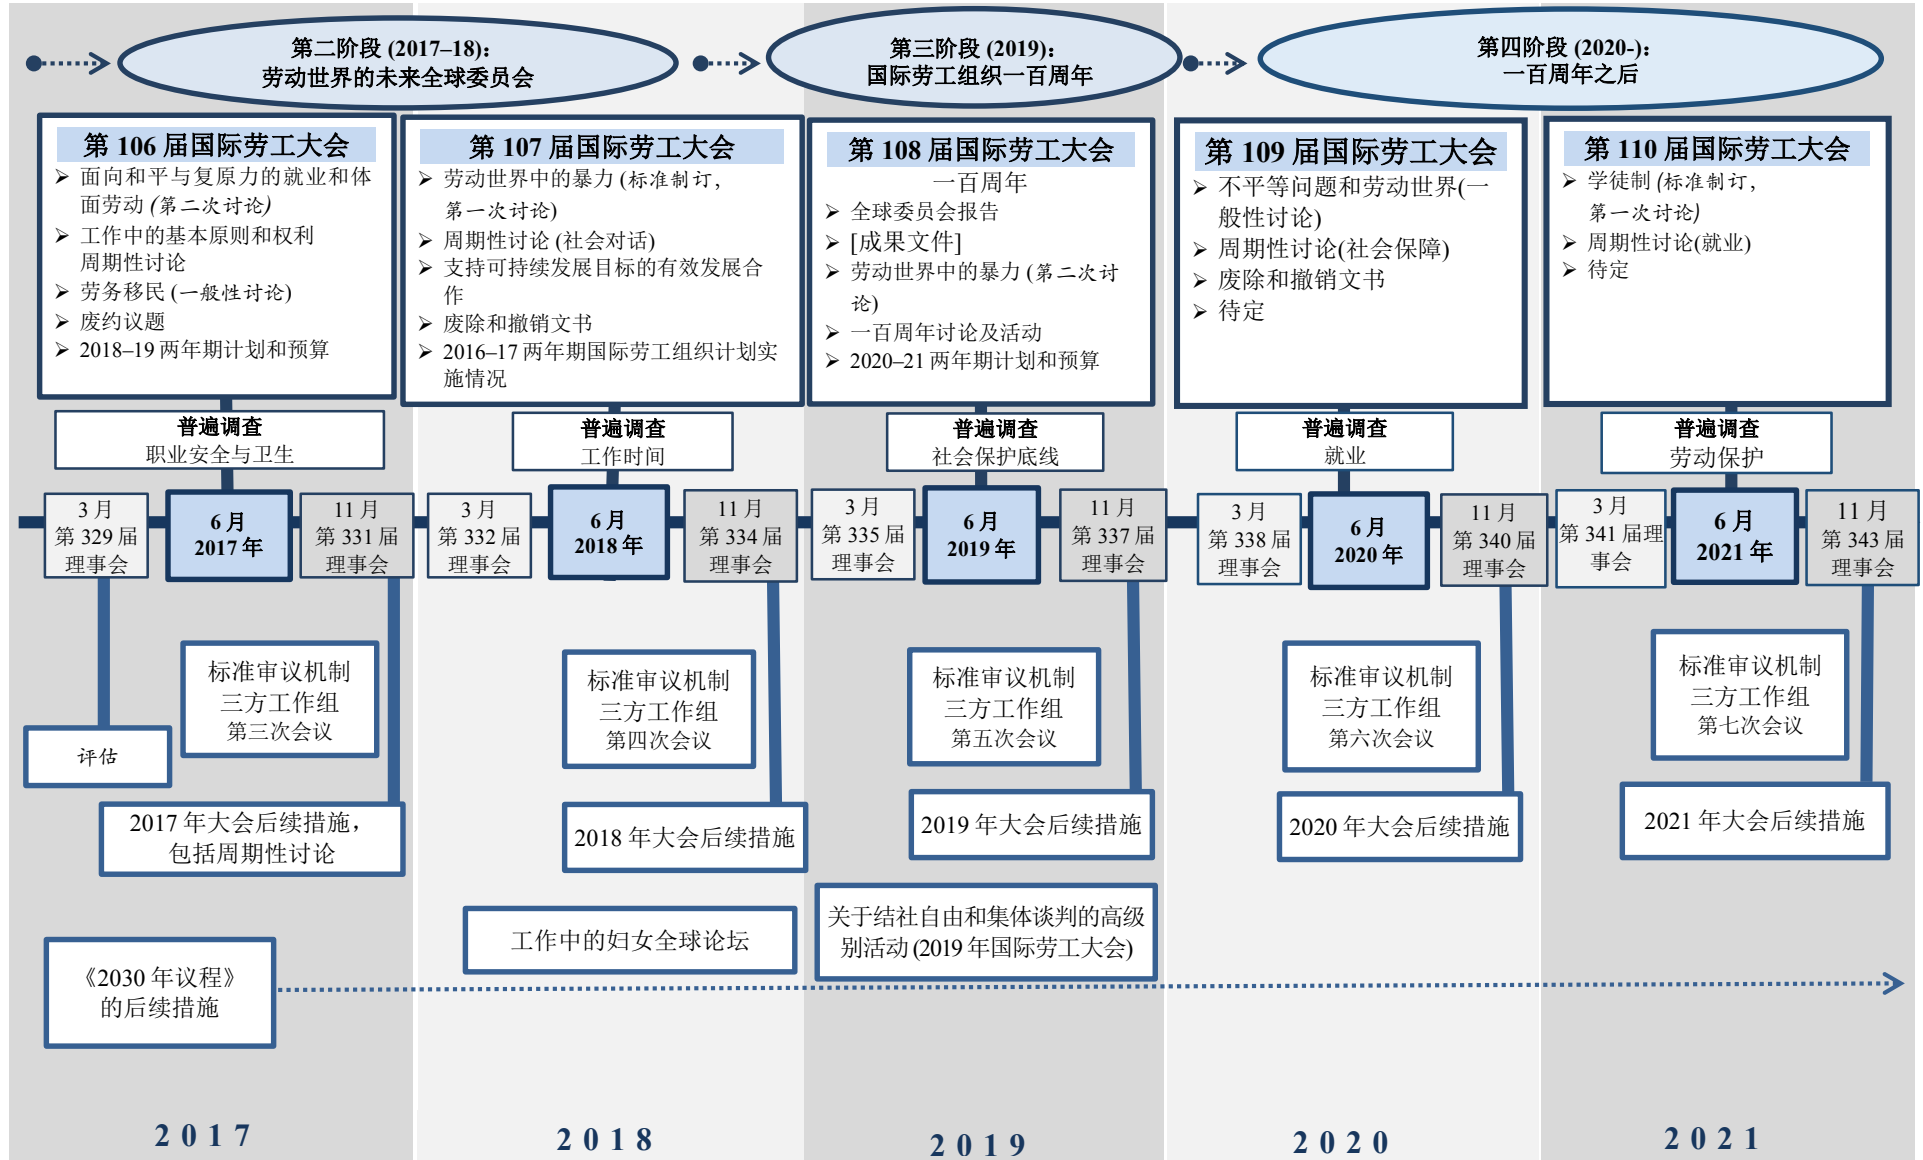 第二阶段 (2017–18)：
劳动世界的未来全球委员会
第三阶段 (2019)：
国际劳工组织一百周年
第四阶段 (2020-)：
一百周年之后
第 106 届国际劳工大会
➢ 面向和平与复原力的就业和体
面劳动 (第二次讨论)
➢ 工作中的基本原则和权利
周期性讨论
➢ 劳务移民 (一般性讨论)
➢ 废约议题
➢ 2018–19 两年期计划和预算
第 107 届国际劳工大会
➢ 劳动世界中的暴力 (标准制订，
第一次讨论)
➢ 周期性讨论 (社会对话)
➢ 支持可持续发展目标的有效发展合
作
➢ 废除和撤销文书
➢ 2016–17 两年期国际劳工组织计划实
施情况
第 108 届国际劳工大会
一百周年
➢ 全球委员会报告
➢ [成果文件]
➢ 劳动世界中的暴力 (第二次讨
论)
➢ 一百周年讨论及活动
➢ 2020–21 两年期计划和预算
第 109 届国际劳工大会
➢ 不平等问题和劳动世界(一
般性讨论)
➢ 周期性讨论(社会保障)
➢ 废除和撤销文书
➢ 待定
第 110 届国际劳工大会
➢ 学徒制 (标准制订，
第一次讨论)
➢ 周期性讨论(就业)
➢ 待定
普遍调查
职业安全与卫生
普遍调查
工作时间
普遍调查
社会保护底线
普遍调查
就业
普遍调查
劳动保护
3 月
第 329 届
理事会
6 月
2017 年
11 月
第 331 届
理事会
3 月
第 332 届
理事会
6 月
2018 年
11 月
第 334 届
理事会
3 月
第 335 届
理事会
6 月
2019 年
11 月
第 337 届
理事会
3 月
第 338 届
理事会
6 月
2020 年
11 月
第 340 届
理事会
3 月
第 341 届理
事会
6 月
2021 年
11 月
第 343 届
理事会
标准审议机制
三方工作组
第三次会议
标准审议机制
三方工作组
第四次会议
标准审议机制
三方工作组
第五次会议
标准审议机制
三方工作组
第六次会议
标准审议机制
三方工作组
第七次会议
评估
2017 年大会后续措施，
包括周期性讨论
2018 年大会后续措施
2019 年大会后续措施
2020 年大会后续措施
2021 年大会后续措施
工作中的妇女全球论坛
关于结社自由和集体谈判的高级
别活动 (2019 年国际劳工大会)
《2030 年议程》
的后续措施
2017
2018
2019
2020
2021